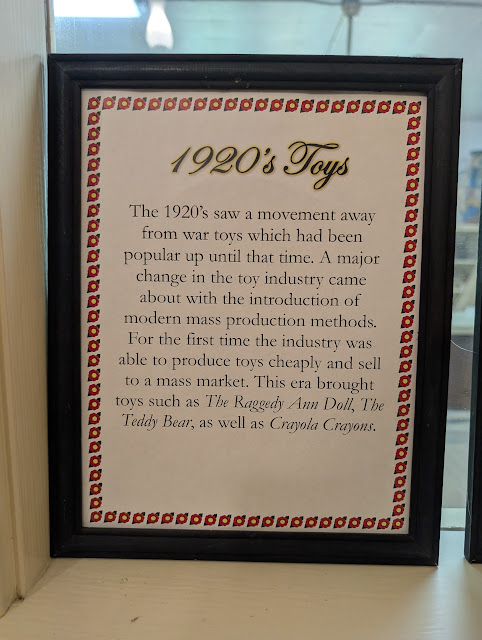 1920's Toys
The 1920's saw a movement away
from war toys which had been
popular up until that time. A major
change in the toy industry came
about with the introduction of
modern mass production methods.
For the first time the industry was
able to produce toys cheaply and sell
to a mass market. This era brought
toys such as The Raggedy Ann Doll, The
Teddy Bear, as well as Crayola Crayons.